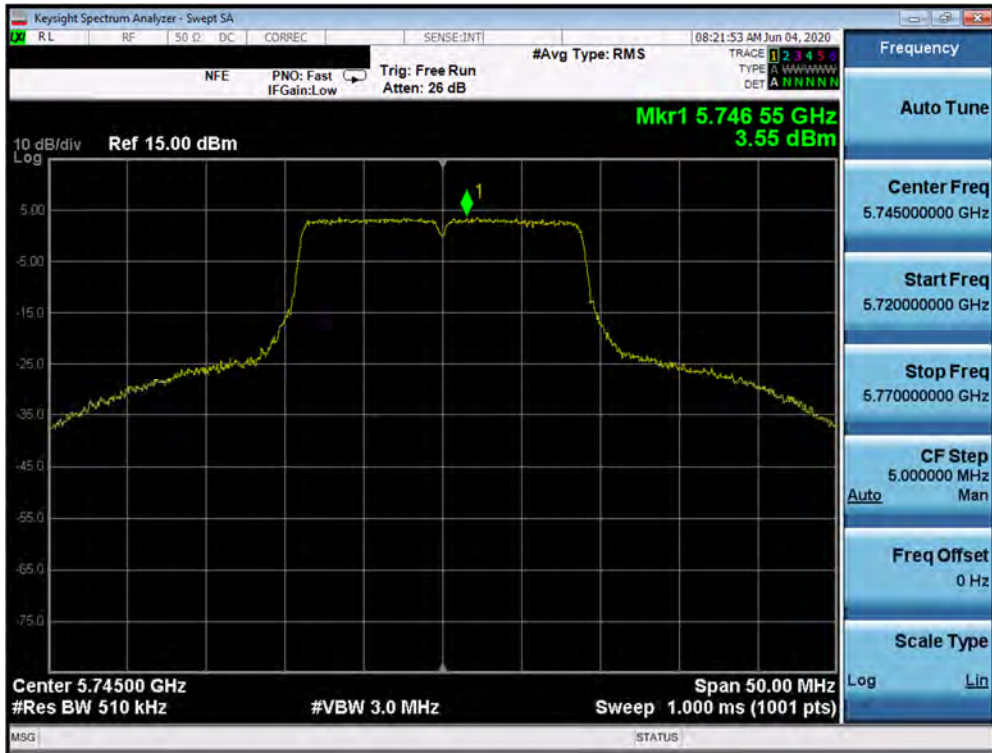 Keysight Spectrum Analyzer - Swept SA
LXI RL RF 50 Ω DC CORREC SENSE:INT 08:21:53 AM Jun 04, 2020
#Avg Type: RMS TRACE 1 2 3 4 5 6
NFE PNO: Fast Trig: Free Run TYPE A WWWWW
IFGain:Low Atten: 26 dB DET A N N N N N
Mkr1 5.746 55 GHz
3.55 dBm
10 dB/div Ref 15.00 dBm
Log
1
5.00
-5.00
-15.0
-25.0
-35.0
-45.0
-55.0
-65.0
-75.0
Center 5.74500 GHz Span 50.00 MHz
#Res BW 510 kHz #VBW 3.0 MHz Sweep 1.000 ms (1001 pts)
MSG STATUS
Frequency
Auto Tune
Center Freq
5.745000000 GHz
Start Freq
5.720000000 GHz
Stop Freq
5.770000000 GHz
CF Step
5.000000 MHz
Auto Man
Freq Offset
0 Hz
Scale Type
Log Lin